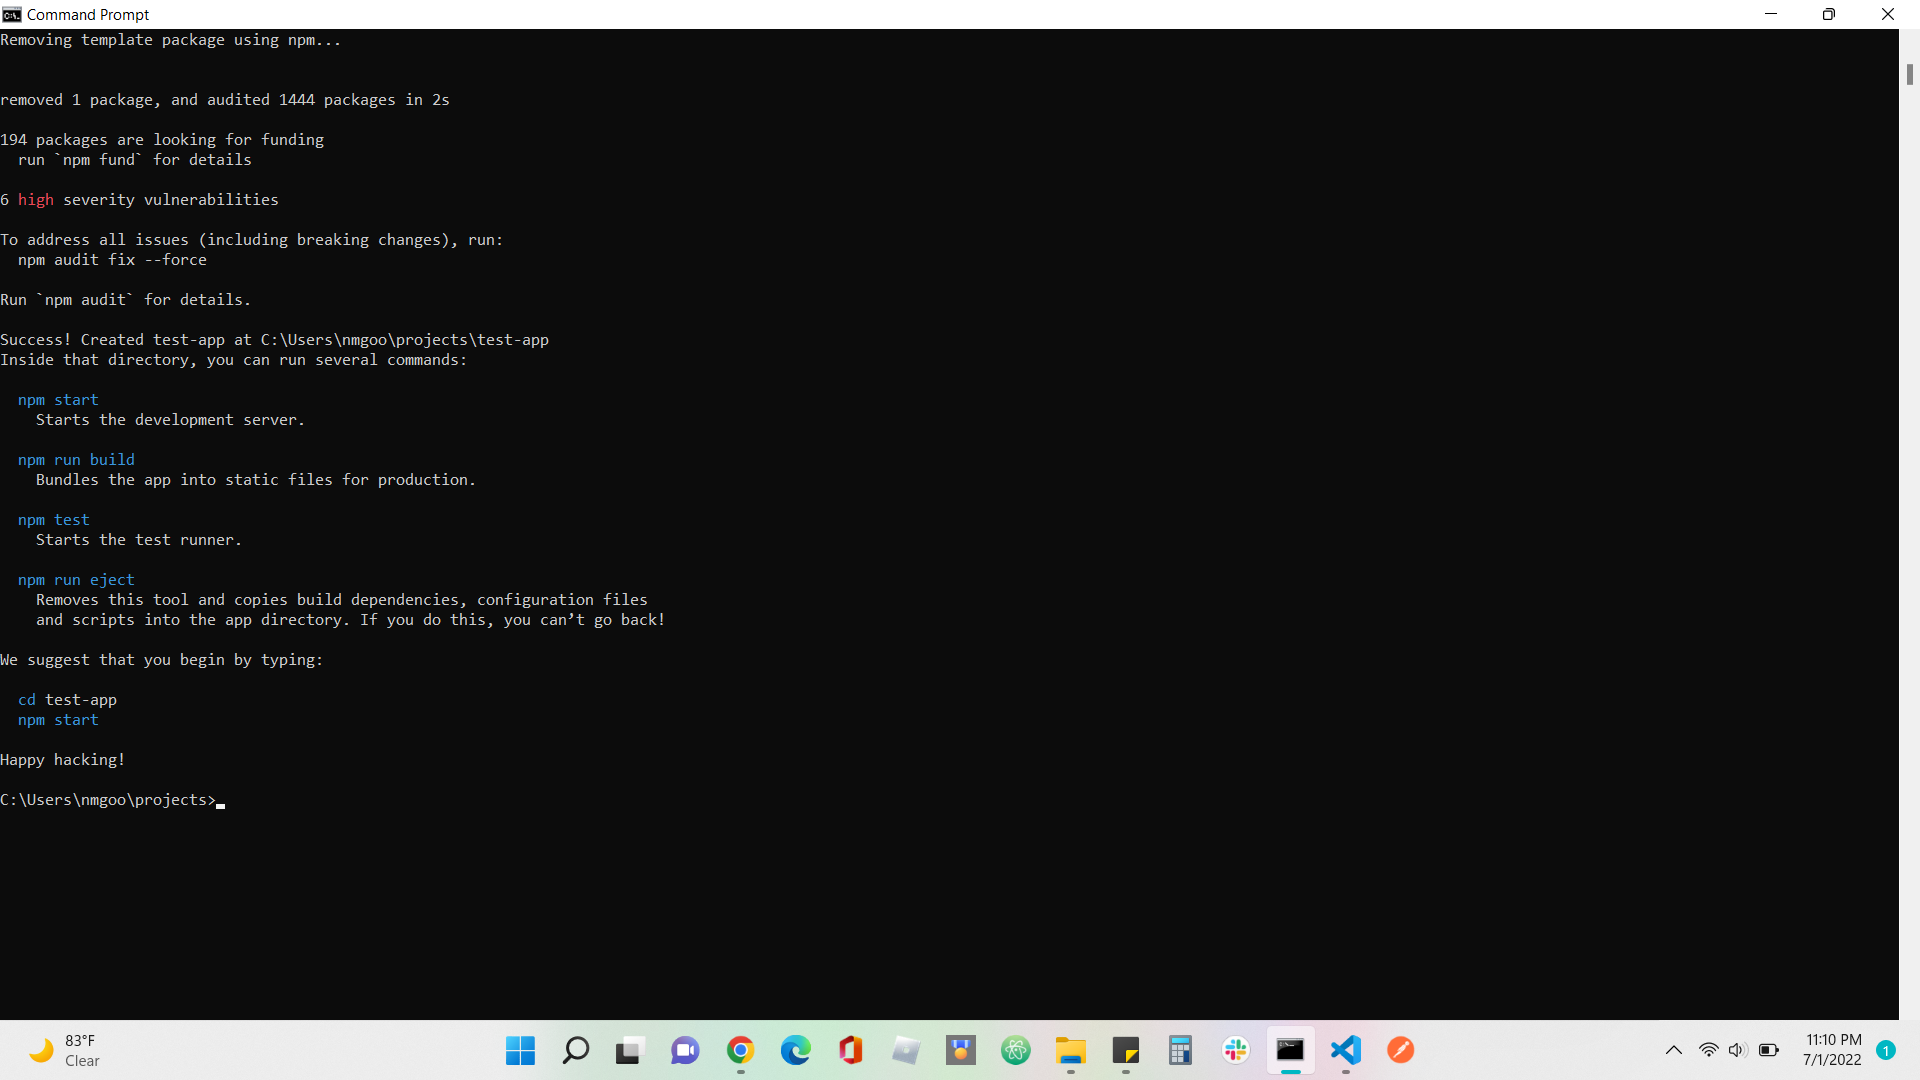 Command Prompt
Removing template package using npm...
removed 1 package, and audited 1444 packages in 2s
194 packages are looking for funding
run `npm fund` for details
6 high severity vulnerabilities
To address all issues (including breaking changes), run:
npm audit fix --force
Run `npm audit` for details.
Success! Created test-app at C:\Users\nmgoo\projects\test-app
Inside that directory, you can run several commands:
npm start
Starts the development server.
npm run build
Bundles the app into static files for production.
npm test
Starts the test runner.
npm run eject
Removes this tool and copies build dependencies, configuration files
and scripts into the app directory. If you do this, you can’t go back!
We suggest that you begin by typing:
cd test-app
npm start
Happy hacking!
C:\Users\nmgoo\projects>
83°F
Clear
11:10 PM
7/1/2022
1